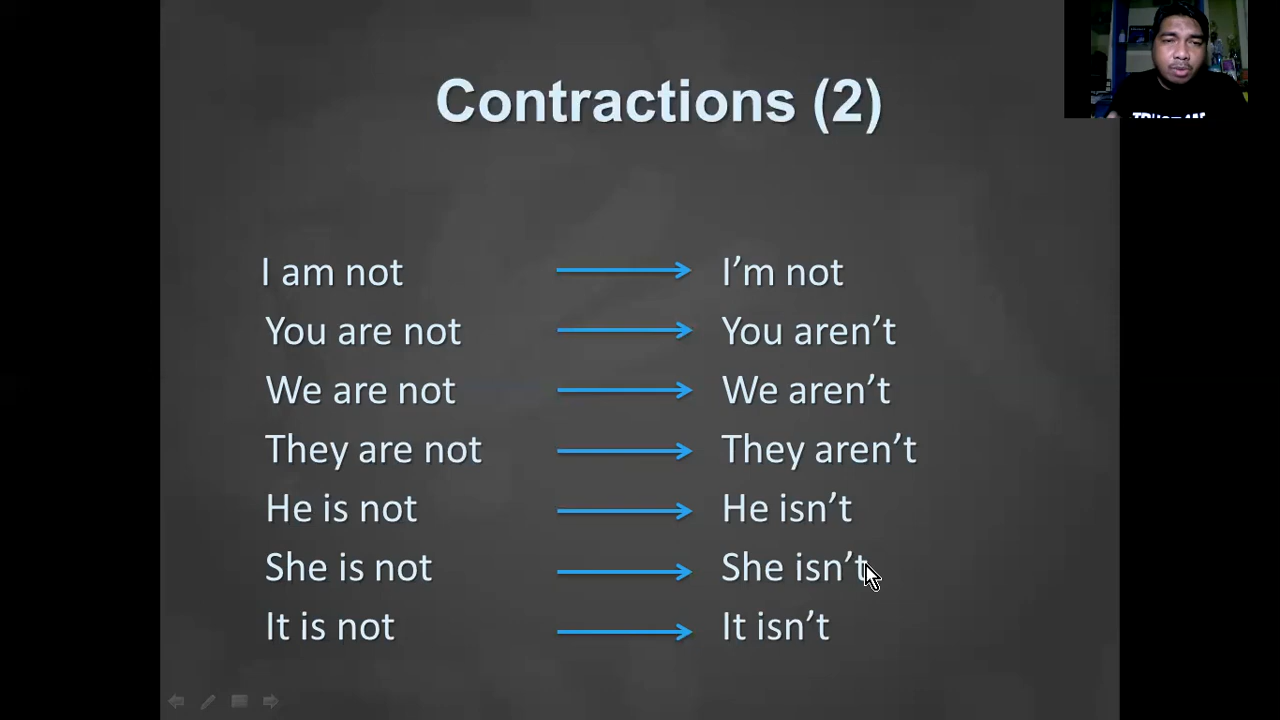 Contractions (2)
I am not → I’m not
You are not → You aren’t
We are not → We aren’t
They are not → They aren’t
He is not → He isn’t
She is not → She isn’t
It is not → It isn’t